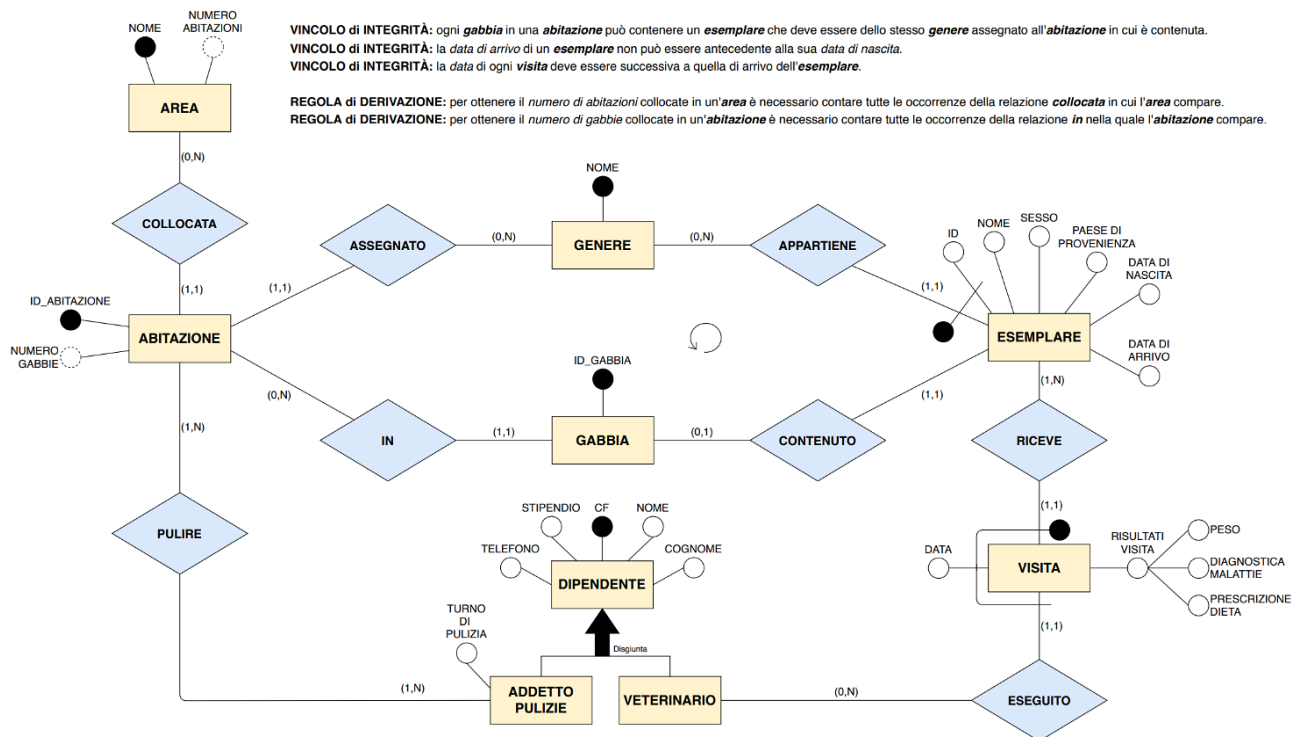 NOME
NUMERO
ABITAZIONI
VINCOLO di INTEGRITÀ: ogni gabbia in una abitazione può contenere un esemplare che deve essere dello stesso genere assegnato all'abitazione in cui è contenuta.
VINCOLO di INTEGRITÀ: la data di arrivo di un esemplare non può essere antecedente alla sua data di nascita.
VINCOLO di INTEGRITÀ: la data di ogni visita deve essere successiva a quella di arrivo dell'esemplare.
REGOLA di DERIVAZIONE: per ottenere il numero di abitazioni collocate in un'area è necessario contare tutte le occorrenze della relazione collocata in cui l'area compare.
REGOLA di DERIVAZIONE: per ottenere il numero di gabbie collocate in un'abitazione è necessario contare tutte le occorrenze della relazione in nella quale l'abitazione compare.
AREA
(0,N)
COLLOCATA
(1,1)
NOME
ASSEGNATO
(0,N)
GENERE
(0,N)
APPARTIENE
(1,1)
(1,1)
ID
NOME
SESSO
PAESE DI
PROVENIENZA
DATA DI
NASCITA
DATA DI
ARRIVO
ESEMPLARE
ID_ABITAZIONE
NUMERO
GABBIE
ABITAZIONE
(0,N)
IN
(1,1)
ID_GABBIA
GABBIA
(0,1)
CONTENUTO
(1,1)
(1,N)
RICEVE
(1,1)
(1,N)
PULIRE
STIPENDIO
CF
NOME
TELEFONO
COGNOME
DIPENDENTE
DATA
VISITA
RISULTATI
VISITA
PESO
DIAGNOSTICA
MALATTIE
PRESCRIZIONE
DIETA
(1,1)
TURNO
DI
PULIZIA
Disgiunta
(1,N)
ADDETTO
PULIZIE
VETERINARIO
(0,N)
ESEGUITO